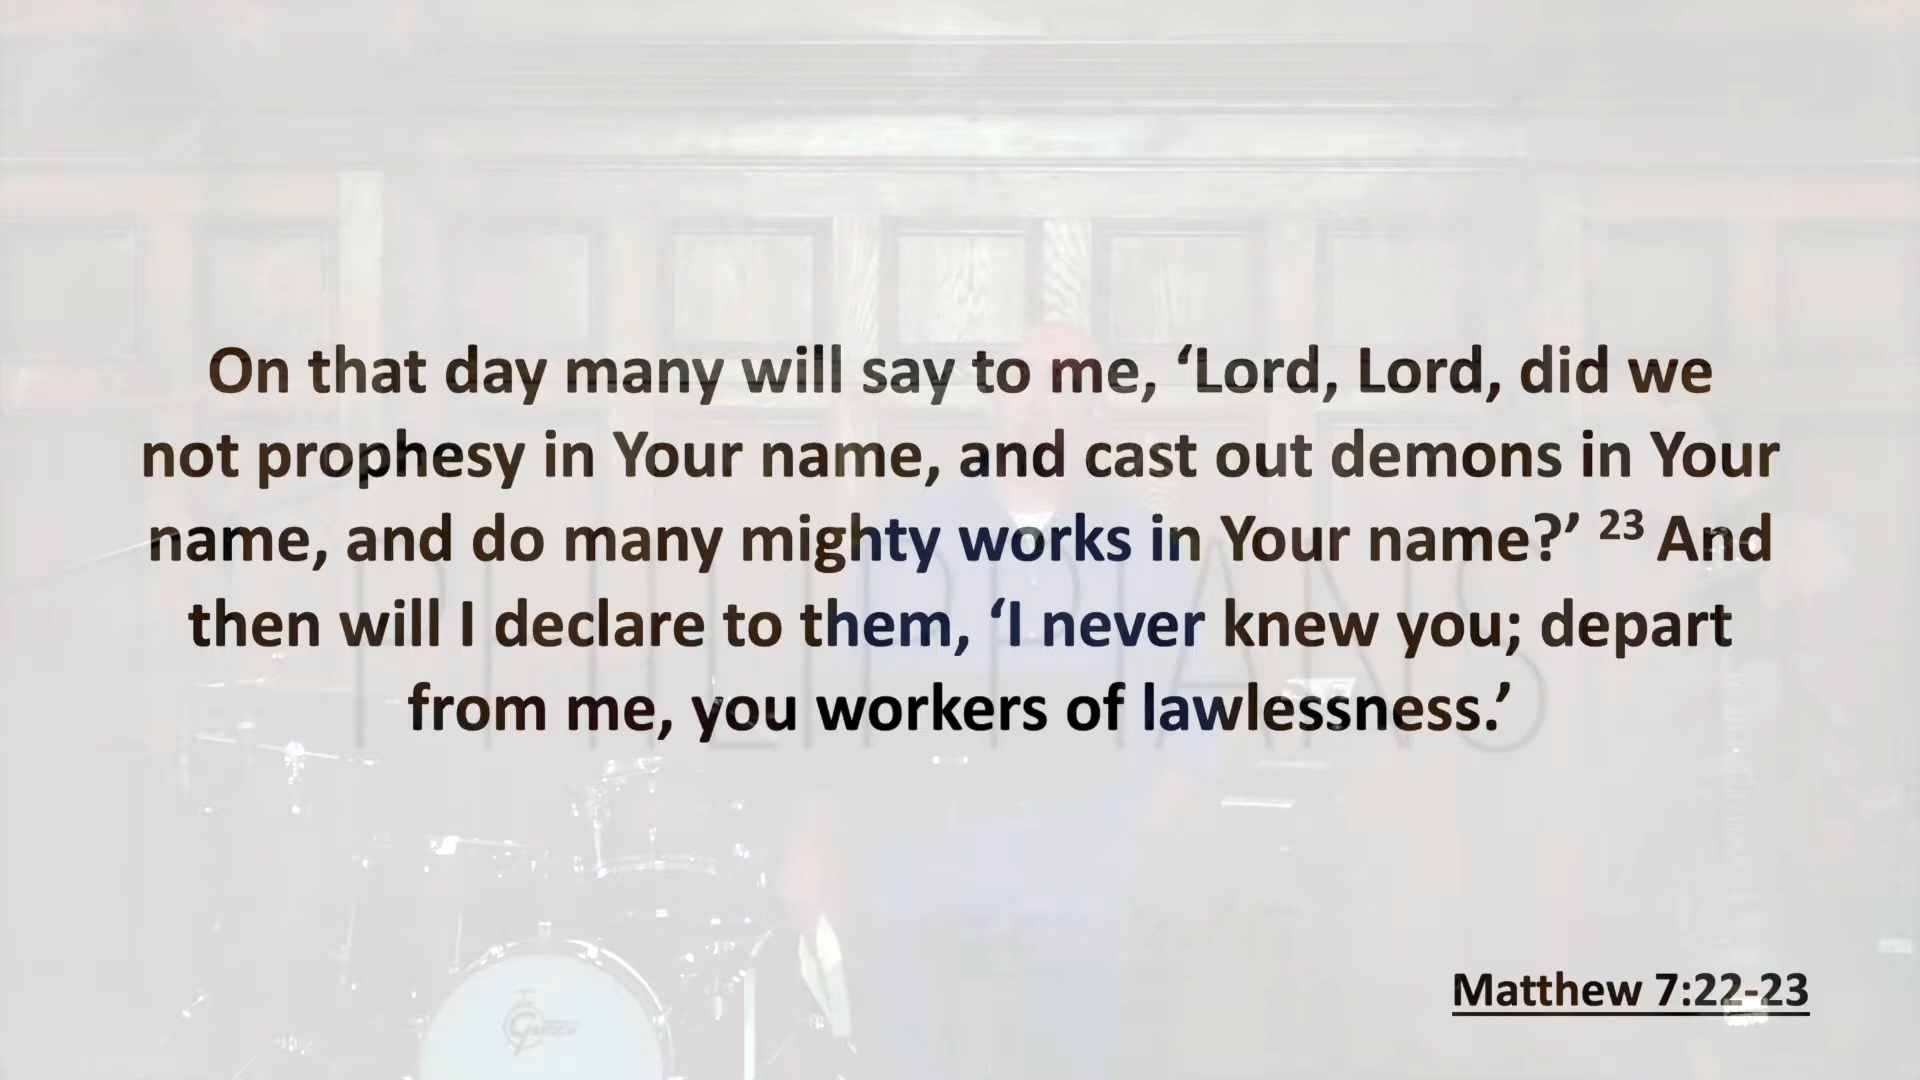 On that day many will say to me, ‘Lord, Lord, did we
not prophesy in Your name, and cast out demons in Your
name, and do many mighty works in Your name?’ 23 And
then will I declare to them, ‘I never knew you; depart
from me, you workers of lawlessness.’
PHILIPPIANS
Matthew 7:22-23